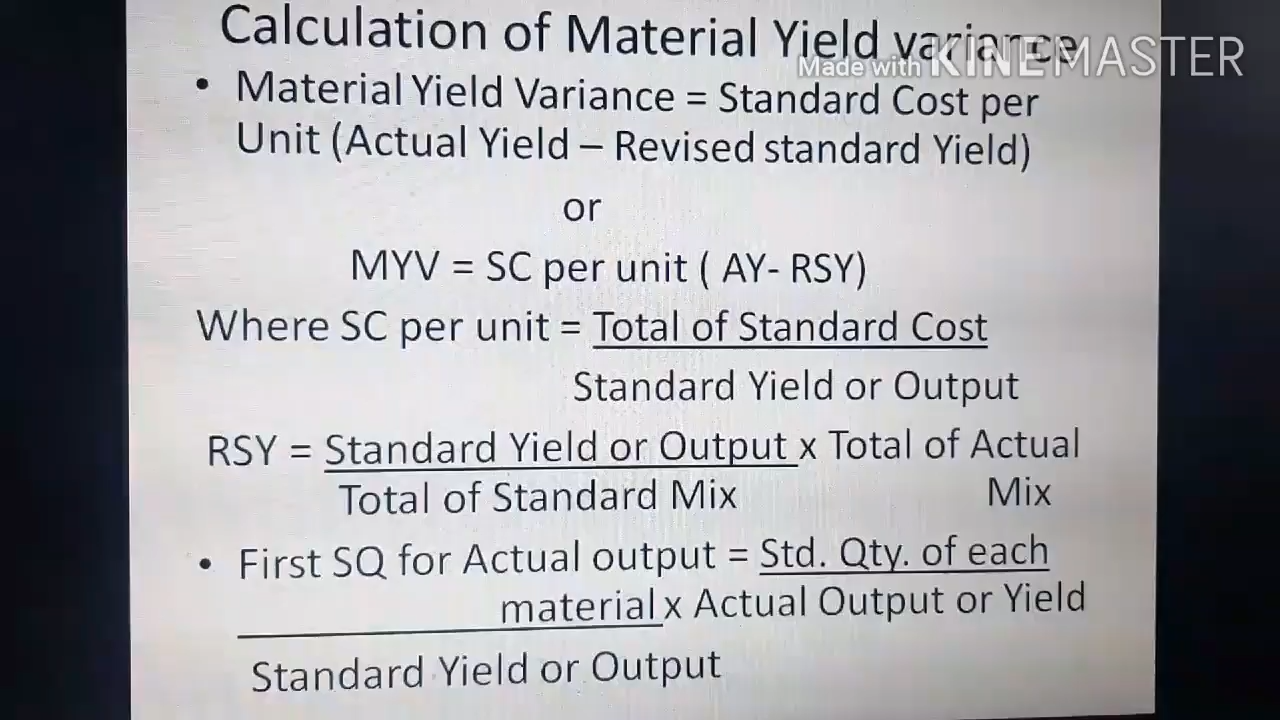 Calculation of Material Yield variance
Made with KINEMASTER
• Material Yield Variance = Standard Cost per
Unit (Actual Yield – Revised standard Yield)
or
MYV = SC per unit ( AY- RSY)
Where SC per unit = Total of Standard Cost
Standard Yield or Output
RSY = Standard Yield or Output x Total of Actual
Total of Standard Mix Mix
• First SQ for Actual output = Std. Qty. of each
material x Actual Output or Yield
Standard Yield or Output